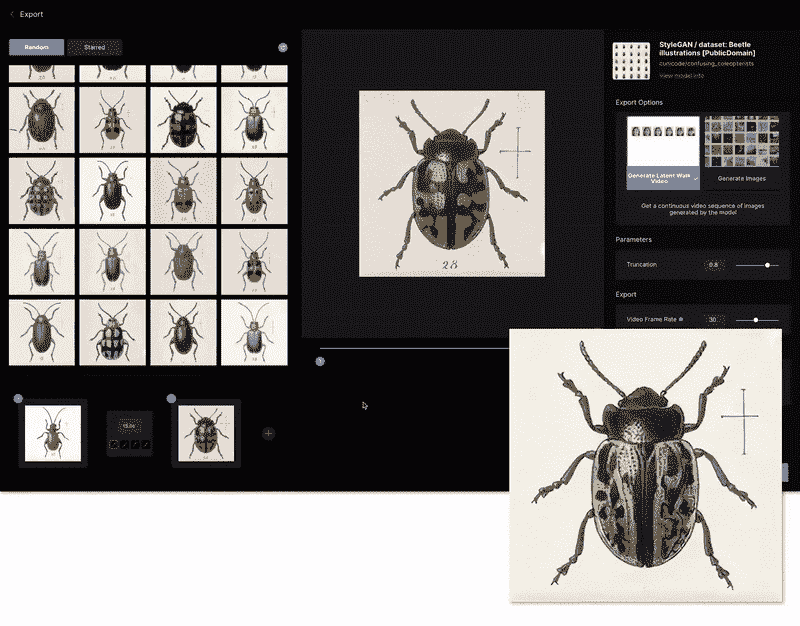 Export
Random
Starred
StyleGAN / dataset: Beetle
illustrations [PublicDomain]
cunicode/confusing_coleopterists
View model info
Export Options
Generate Latent Walk
Video
Generate Images
Get a continuous video sequence of images
generated by the model
Parameters
Truncation
0.8
Export
Video Frame Rate
30
28